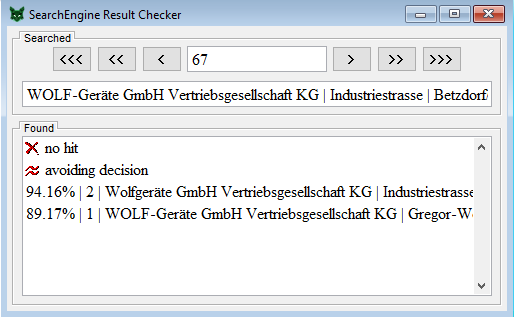 SearchEngine Result Checker
Searched
<<< << < 67 > >> >>>
WOLF-Geräte GmbH Vertriebsgesellschaft KG | Industriestrasse | Betzdorf
Found
no hit
avoiding decision
94.16% | 2 | Wolfgeräte GmbH Vertriebsgesellschaft KG | Industriestrasse
89.17% | 1 | WOLF-Geräte GmbH Vertriebsgesellschaft KG | Gregor-Wo